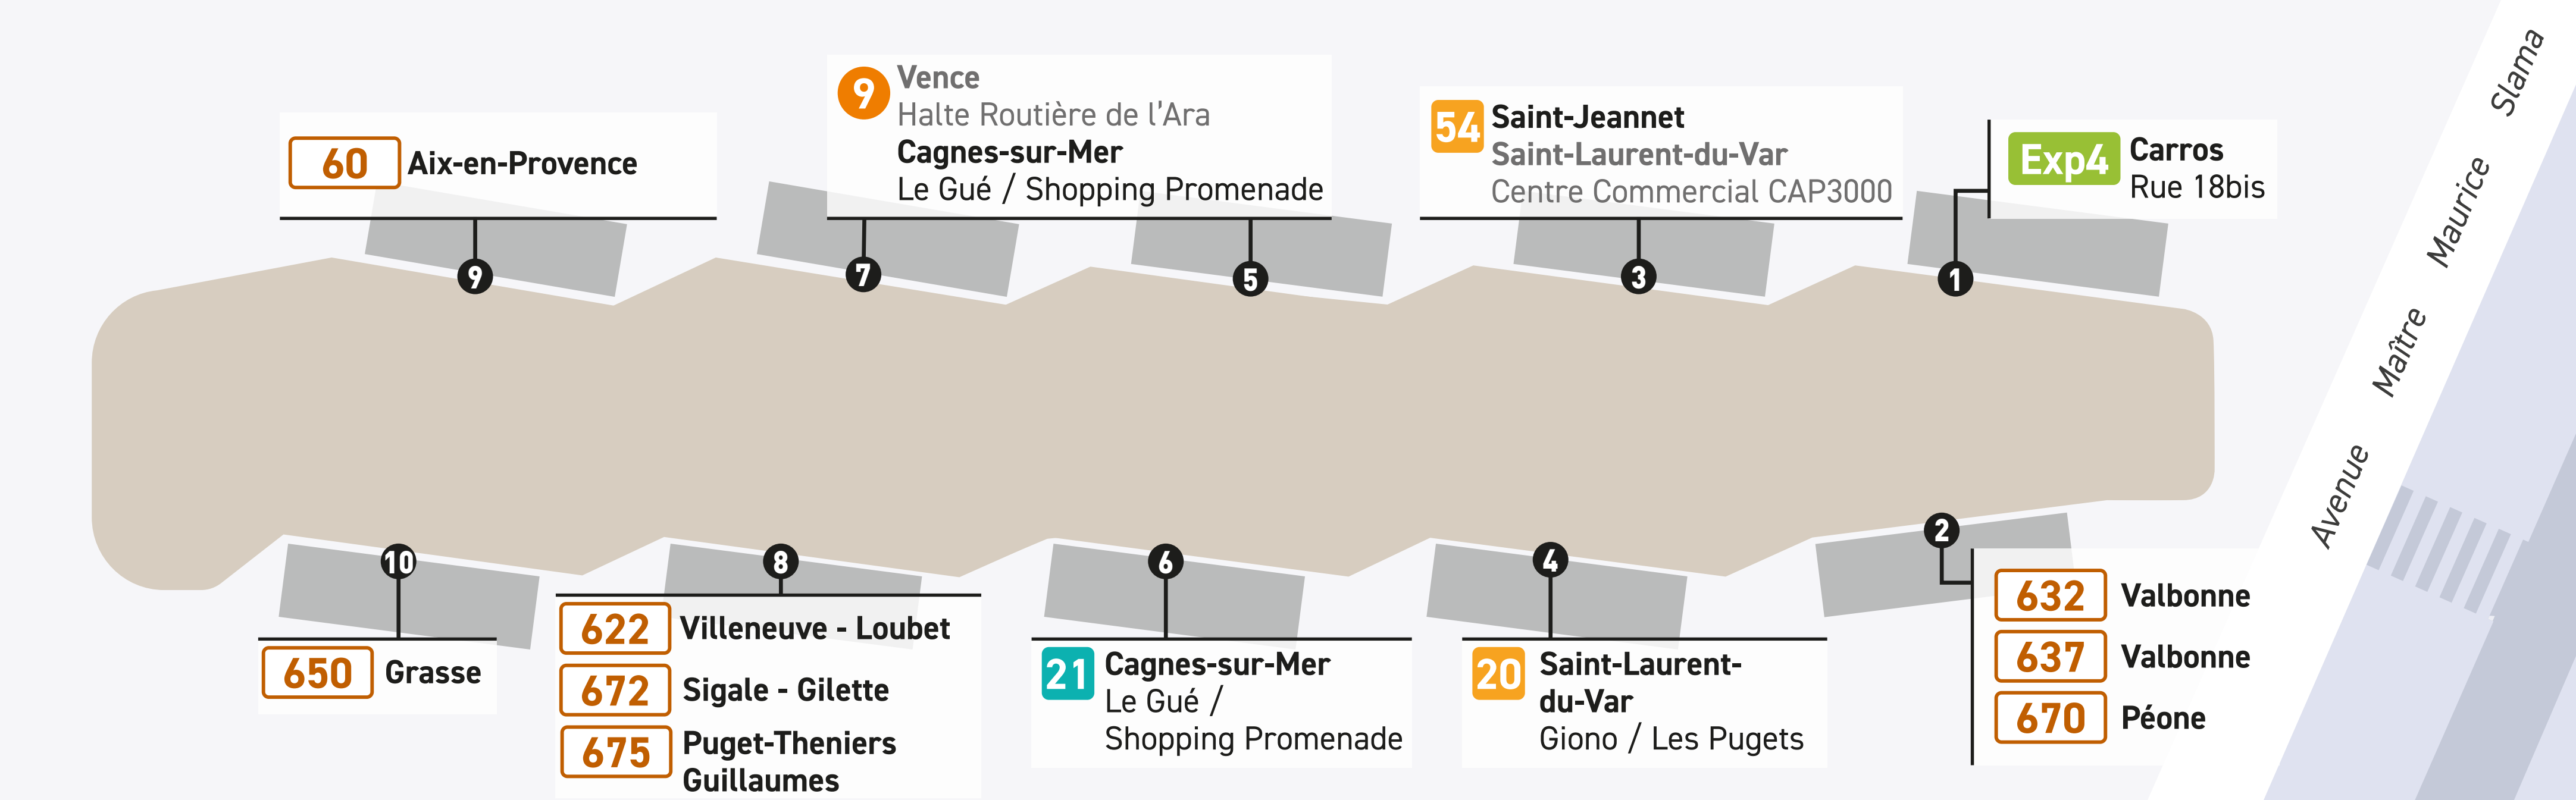 60 Aix-en-Provence
9 Vence
Halte Routière de l'Ara
Cagnes-sur-Mer
Le Gué / Shopping Promenade
54 Saint-Jeannet
Saint-Laurent-du-Var
Centre Commercial CAP3000
Exp4 Carros
Rue 18bis
Avenue Maître Maurice Slama
9
7
5
3
1
10
8
6
4
2
650 Grasse
622 Villeneuve - Loubet
672 Sigale - Gilette
675 Puget-Theniers
Guillaumes
21 Cagnes-sur-Mer
Le Gué /
Shopping Promenade
20 Saint-Laurent-
du-Var
Giono / Les Pugets
632 Valbonne
637 Valbonne
670 Péone